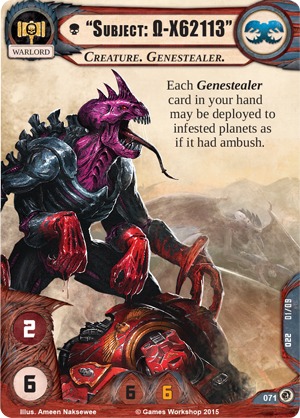 "Subject: Ω-X62113"
WARLORD
Creature. Genestealer.
Each Genestealer
card in your hand
may be deployed to
infested planets as
if it had ambush.
2
6
6
6
022
01/09
071
Illus. Ameen Naksewee
© Games Workshop 2015